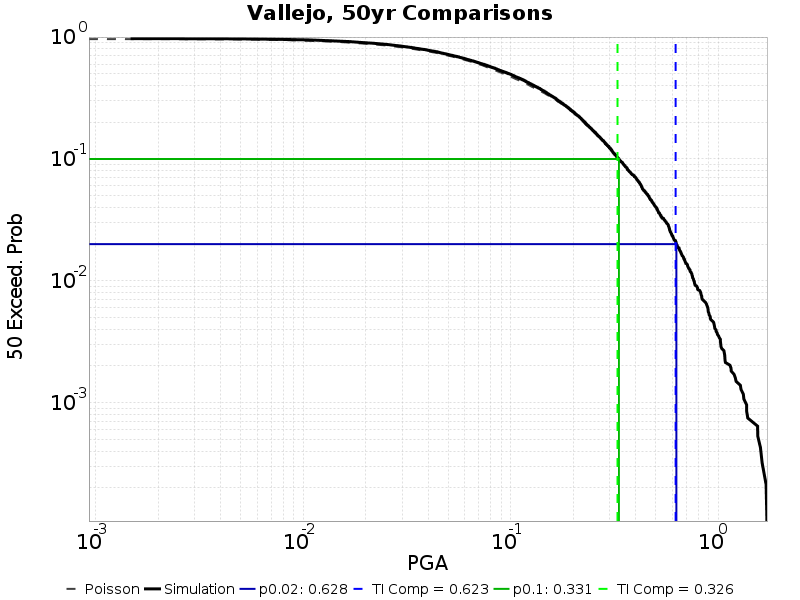 Vallejo, 50yr Comparisons
50 Exceed. Prob
10^0
10^-1
10^-2
10^-3
10^-3 10^-2 10^-1 10^0
PGA
Poisson Simulation p0.02: 0.628 TI Comp = 0.623 p0.1: 0.331 TI Comp = 0.326